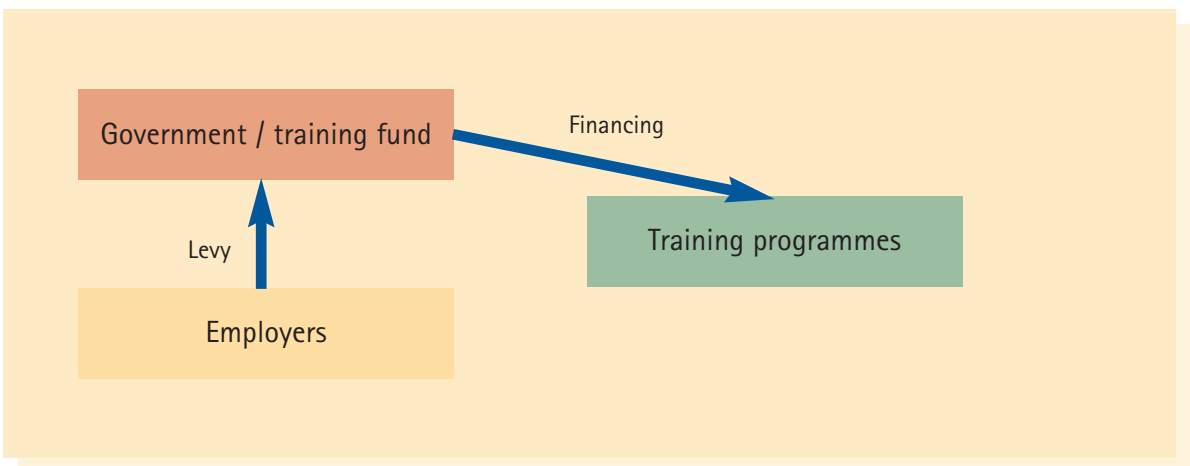 Government / training fund
Financing
Training programmes
Levy
Employers